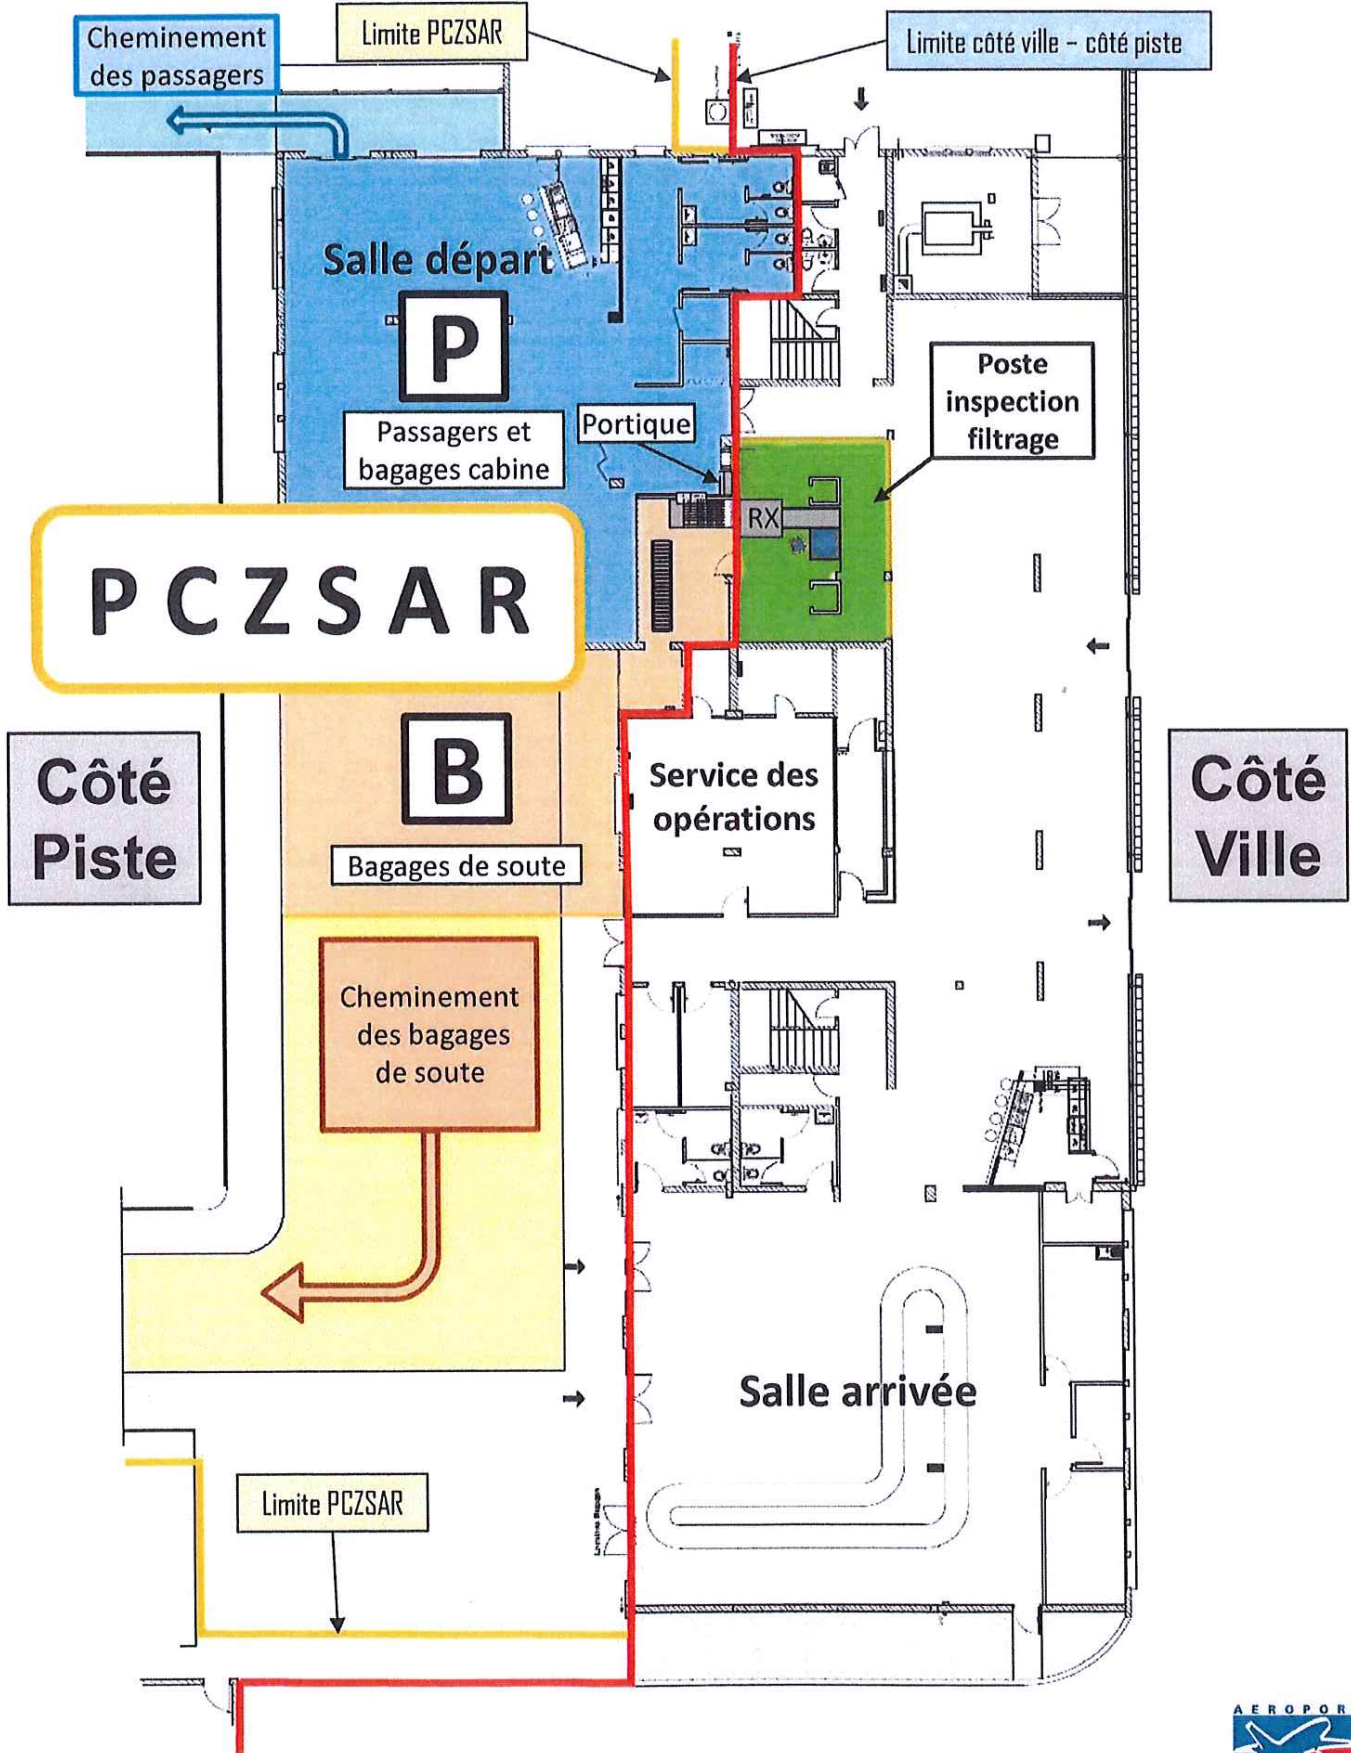 Cheminement
des passagers
Limite PCZSAR
Limite côté ville – côté piste
Salle départ
P
Passagers et
bagages cabine
Portique
Poste
inspection
filtrage
RX
P C Z S A R
Côté
Piste
B
Bagages de soute
Service des
opérations
Côté
Ville
Cheminement
des bagages
de soute
Salle arrivée
Limite PCZSAR
AEROPOR